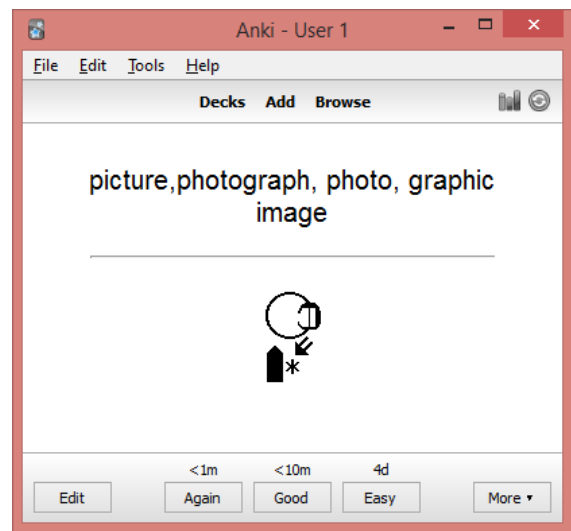 Anki - User 1
File Edit Tools Help
Decks Add Browse
picture,photograph, photo, graphic
image
<1m <10m 4d
Edit Again Good Easy More ▾